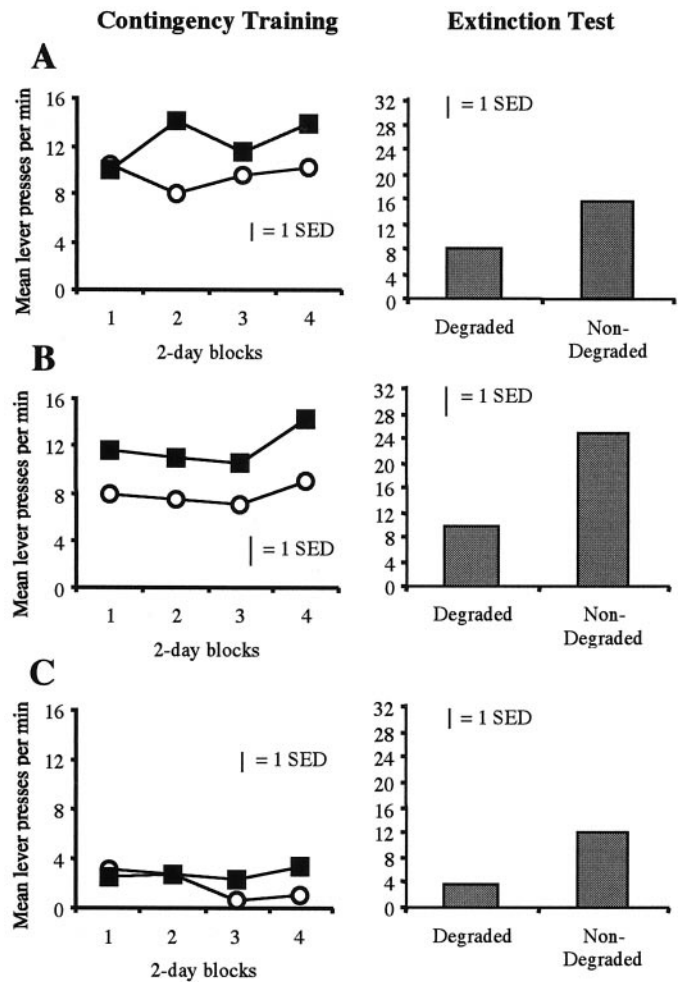 Contingency Training
Extinction Test
A
Mean lever presses per min
16
12
8
4
0
= 1 SED
1 2 3 4
2-day blocks
32
28
24
20
16
12
8
4
0
= 1 SED
Degraded
Non-
Degraded
B
Mean lever presses per min
16
12
8
4
0
= 1 SED
1 2 3 4
2-day blocks
32
28
24
20
16
12
8
4
0
= 1 SED
Degraded
Non-
Degraded
C
Mean lever presses per min
16
12
8
4
0
= 1 SED
1 2 3 4
2-day blocks
32
28
24
20
16
12
8
4
0
= 1 SED
Degraded
Non-
Degraded